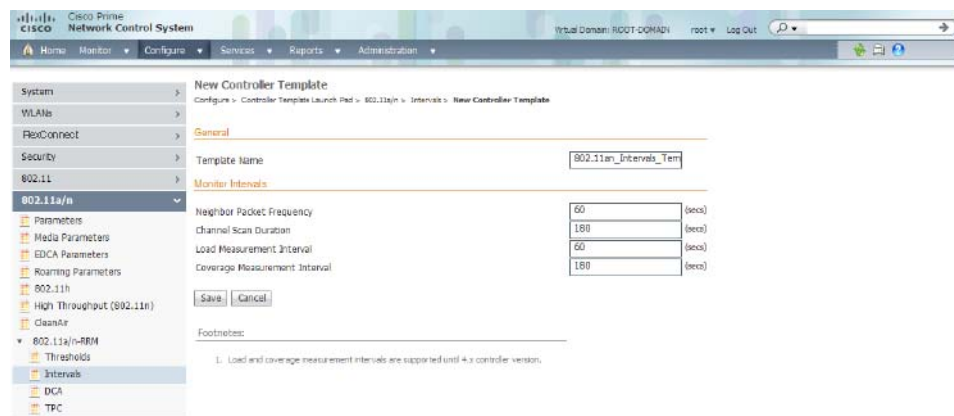 Cisco Prime
CISCO Network Control System
Virtual Domain: ROOT-DOMAIN root Log Out
Home Monitor Configure Services Reports Administration
System
WLANs
FlexConnect
Security
802.11
802.11a/n
Parameters
Media Parameters
EDCA Parameters
Roaming Parameters
802.11h
High Throughput (802.11n)
CleanAir
802.11a/n-RRM
Thresholds
Intervals
DCA
TPC
New Controller Template
Configure > Controller Template Launch Pad > 802.11a/n > Intervals > New Controller Template
General
Template Name 802.11an_Intervals_Tem
Monitor Intervals
Neighbor Packet Frequency 60 (secs)
Channel Scan Duration 180 (secs)
Load Measurement Interval 60 (secs)
Coverage Measurement Interval 180 (secs)
Save Cancel
Footnotes:
1. Load and coverage measurement intervals are supported until 4.x controller version.